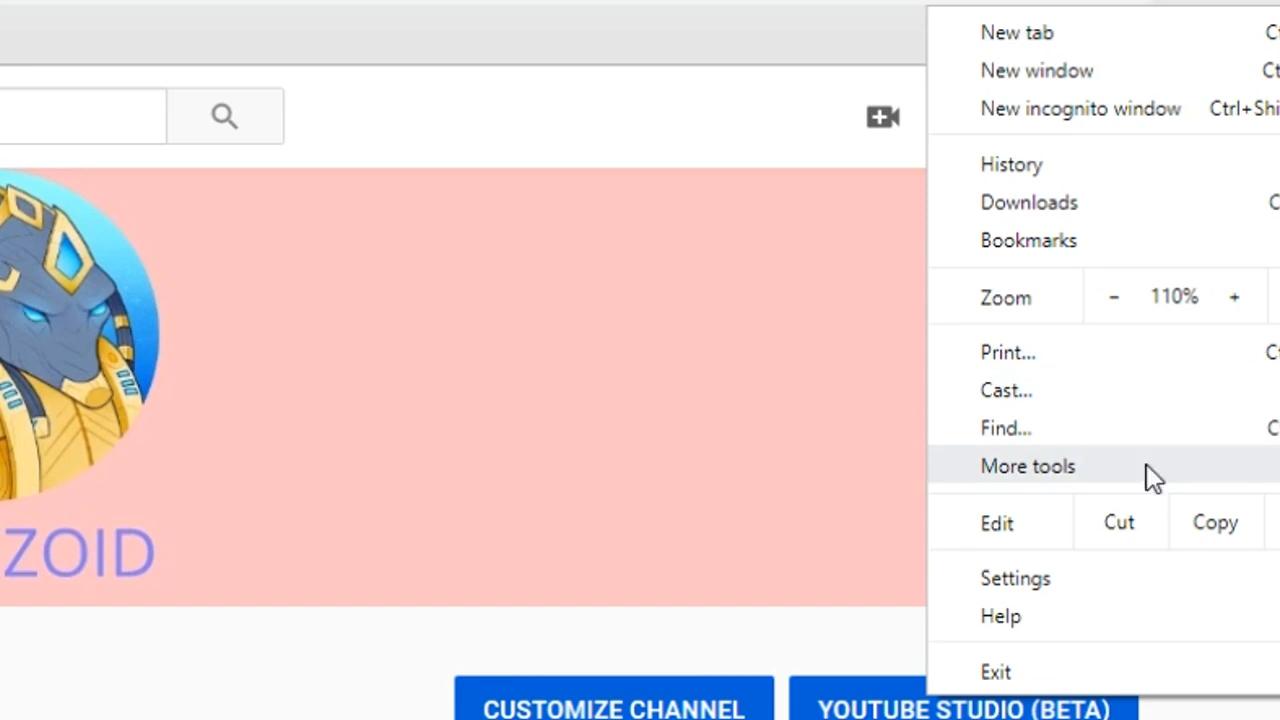 New tab
New window
New incognito window Ctrl+Shi
History
Downloads
Bookmarks
Zoom - 110% +
Print...
Cast...
Find...
More tools
Edit Cut Copy
Settings
Help
Exit
ZOID
CUSTOMIZE CHANNEL YOUTUBE STUDIO (BETA)